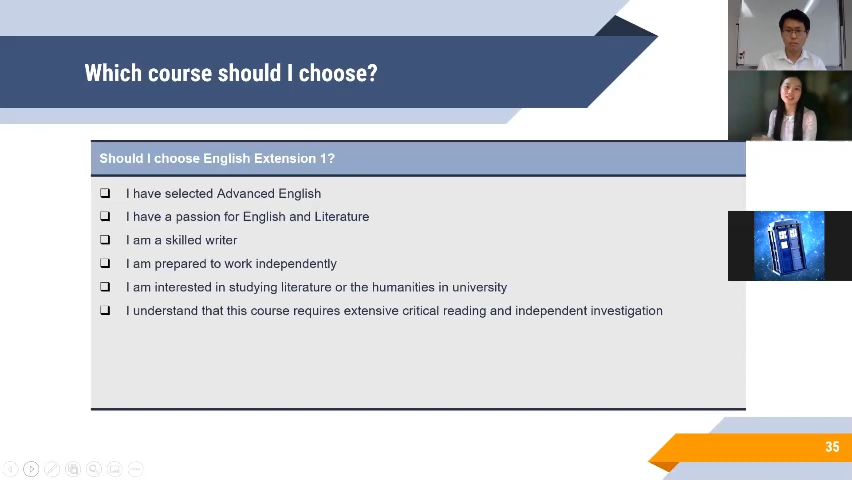 Which course should I choose?
Should I choose English Extension 1?
I have selected Advanced English
I have a passion for English and Literature
I am a skilled writer
I am prepared to work independently
I am interested in studying literature or the humanities in university
I understand that this course requires extensive critical reading and independent investigation
35